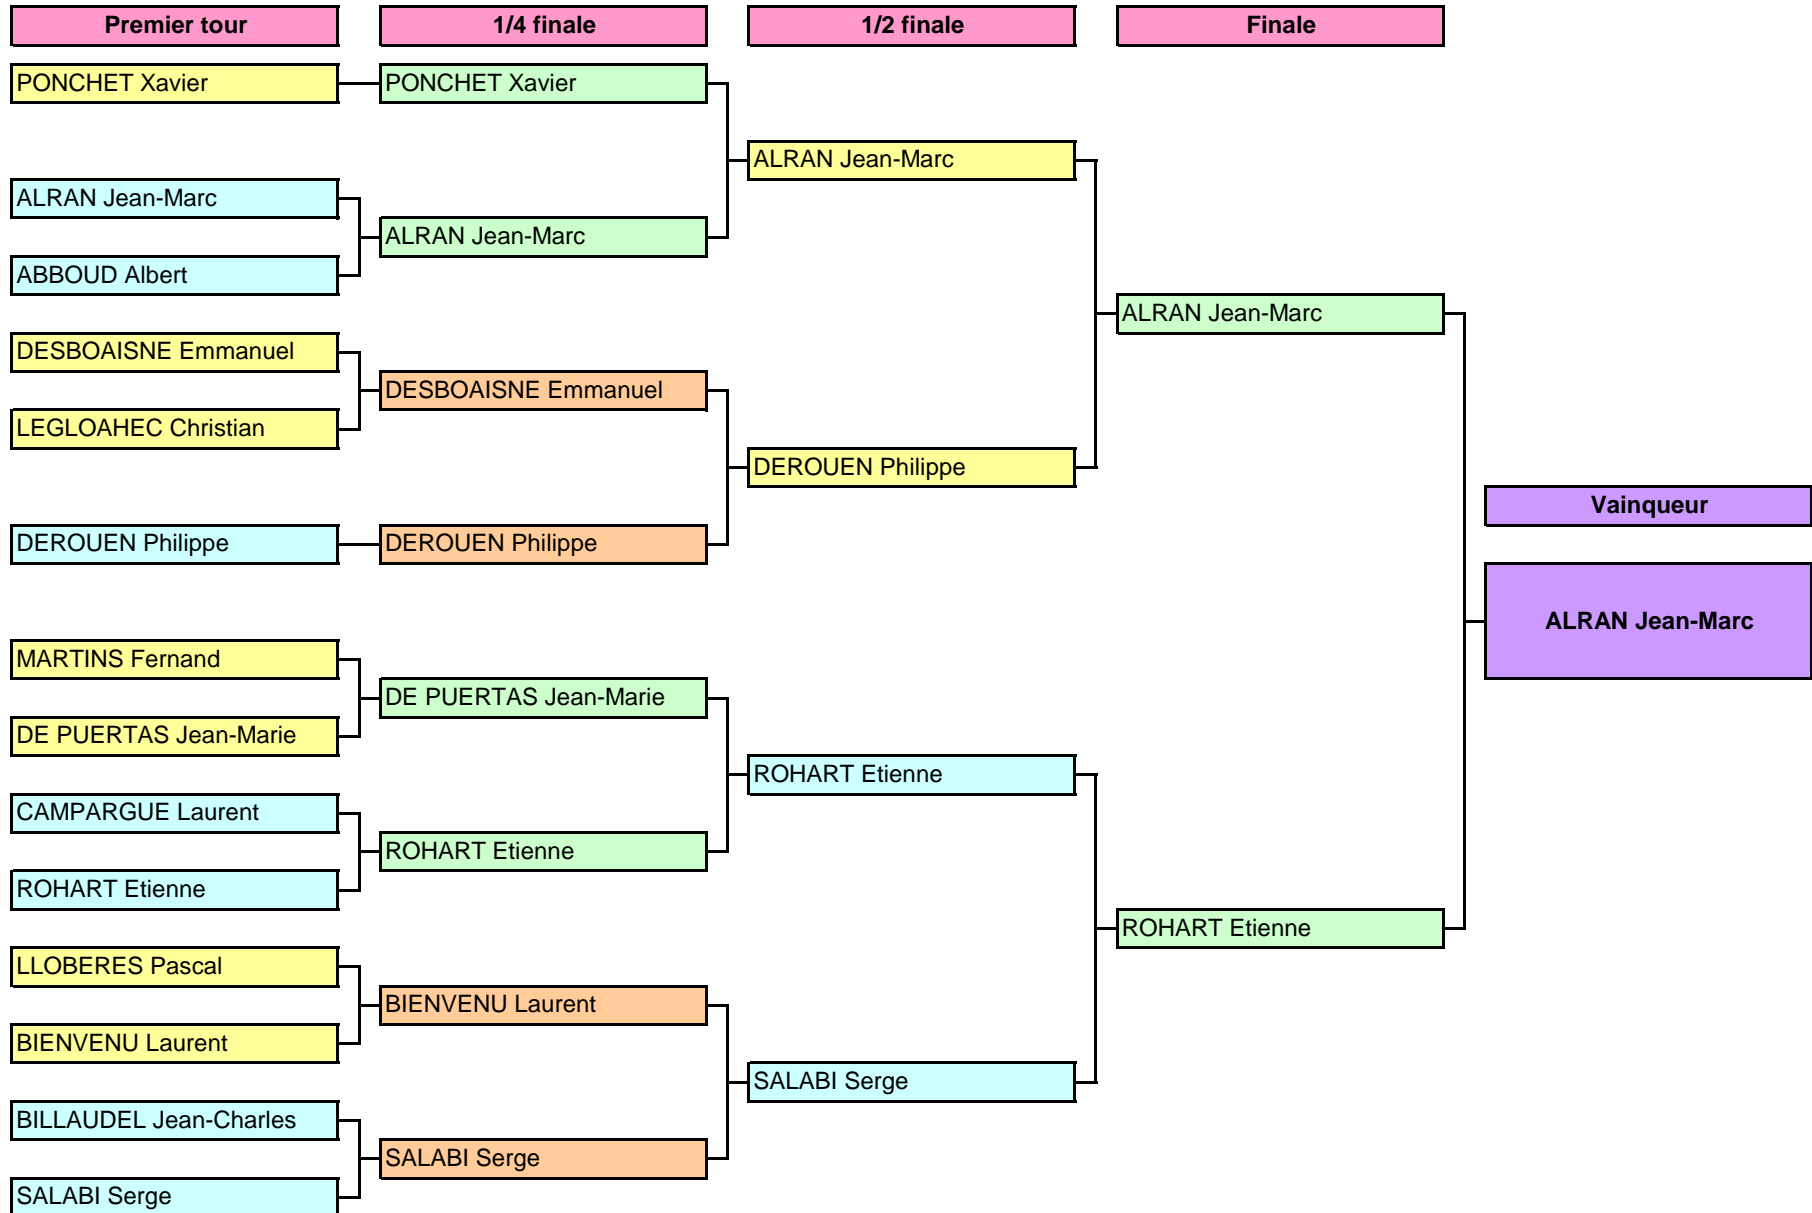 Premier tour
1/4 finale
1/2 finale
Finale
PONCHET Xavier
PONCHET Xavier
ALRAN Jean-Marc
ALRAN Jean-Marc
ALRAN Jean-Marc
ABBOUD Albert
ALRAN Jean-Marc
DESBOAISNE Emmanuel
DESBOAISNE Emmanuel
LEGLOAHEC Christian
DEROUEN Philippe
Vainqueur
DEROUEN Philippe
DEROUEN Philippe
ALRAN Jean-Marc
MARTINS Fernand
DE PUERTAS Jean-Marie
DE PUERTAS Jean-Marie
ROHART Etienne
CAMPARGUE Laurent
ROHART Etienne
ROHART Etienne
ROHART Etienne
LLOBERES Pascal
BIENVENU Laurent
BIENVENU Laurent
SALABI Serge
BILLAUDEL Jean-Charles
SALABI Serge
SALABI Serge